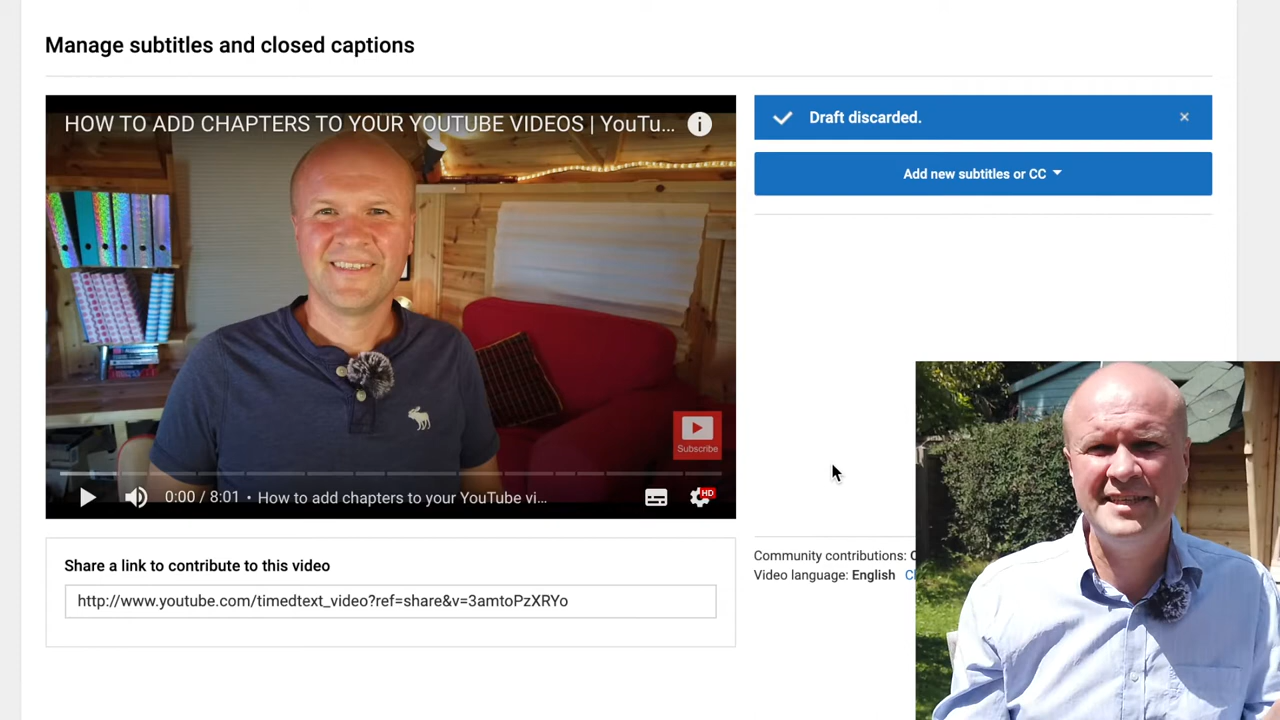 Manage subtitles and closed captions
HOW TO ADD CHAPTERS TO YOUR YOUTUBE VIDEOS | YouTu...
Subscribe
0:00 / 8:01 • How to add chapters to your YouTube vi...
HD
Draft discarded.
Add new subtitles or CC
Share a link to contribute to this video
http://www.youtube.com/timedtext_video?ref=share&v=3amtoPzXRYo
Community contributions:
Video language: English